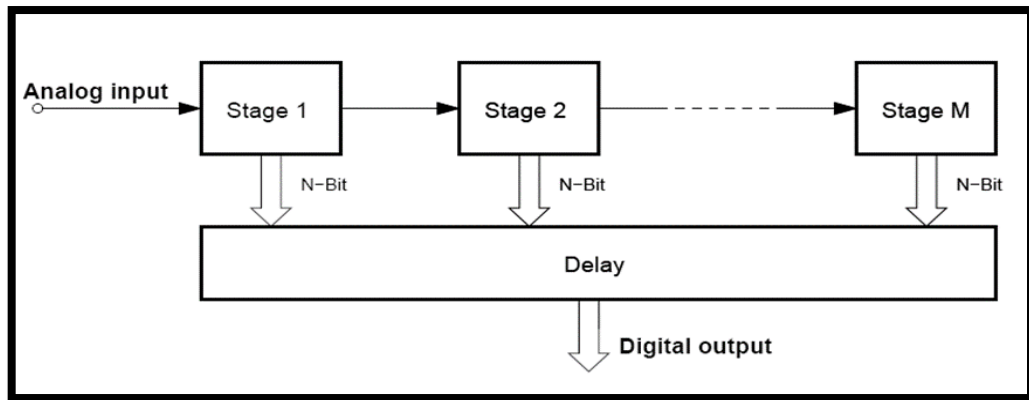 Analog input
Stage 1
Stage 2
Stage M
N-Bit
N-Bit
N-Bit
Delay
Digital output